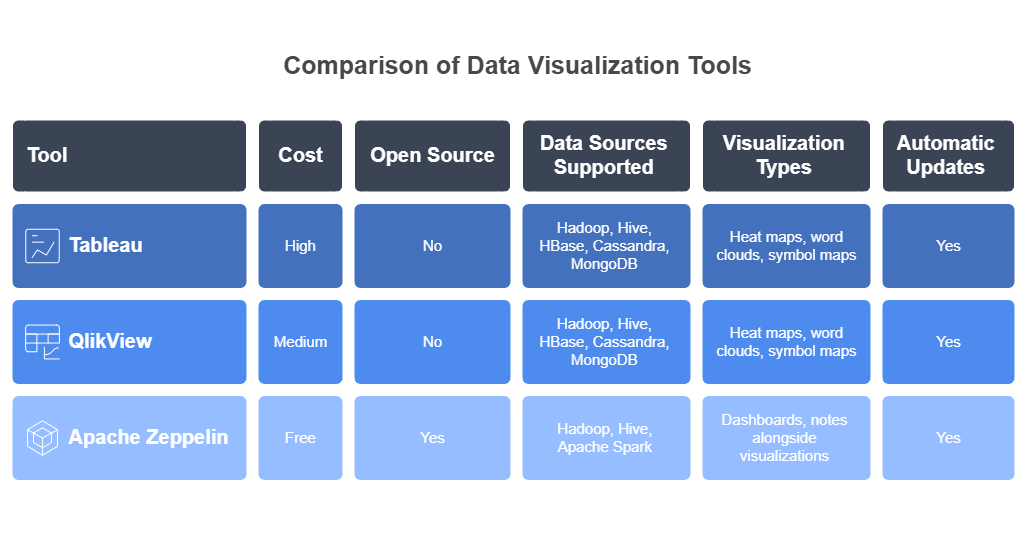 Comparison of Data Visualization Tools
Tool
Cost
Open Source
Data Sources
Supported
Visualization
Types
Automatic
Updates
Tableau
High
No
Hadoop, Hive,
HBase, Cassandra,
MongoDB
Heat maps, word
clouds, symbol maps
Yes
QlikView
Medium
No
Hadoop, Hive,
HBase, Cassandra,
MongoDB
Heat maps, word
clouds, symbol maps
Yes
Apache Zeppelin
Free
Yes
Hadoop, Hive,
Apache Spark
Dashboards, notes
alongside
visualizations
Yes